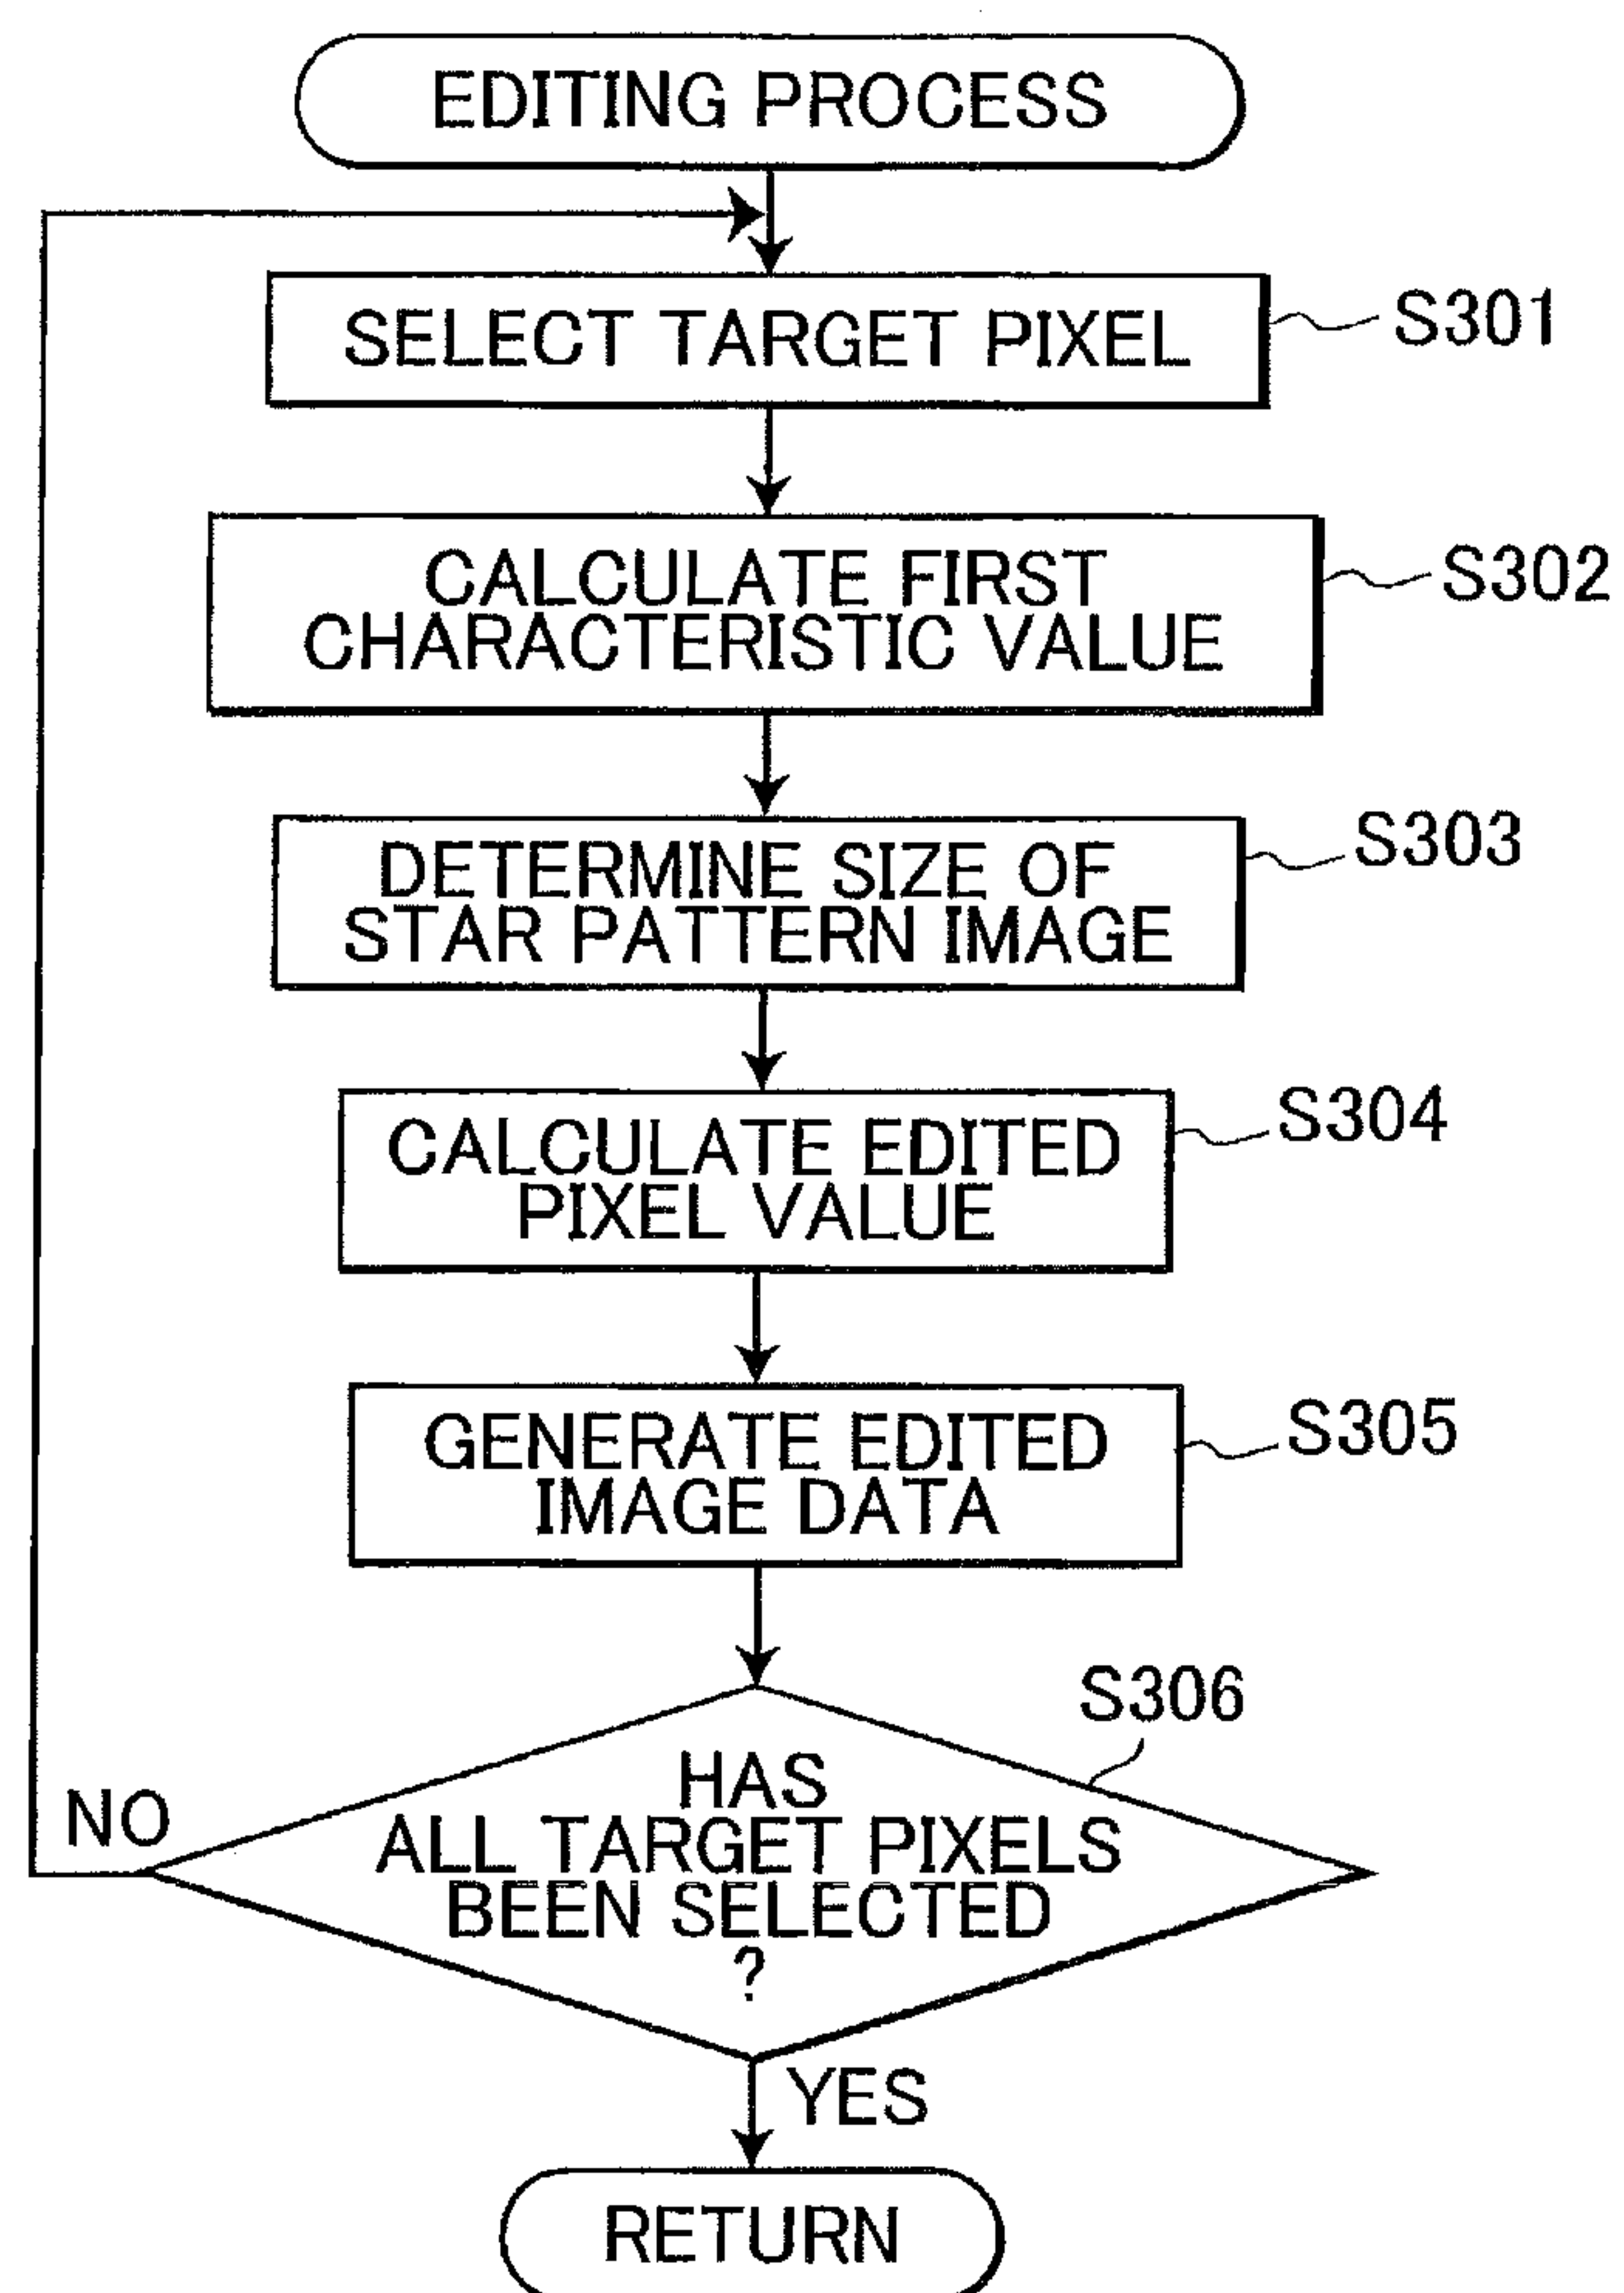 EDITING PROCESS
SELECT TARGET PIXEL
S301
CALCULATE FIRST
CHARACTERISTIC VALUE
S302
DETERMINE SIZE OF
STAR PATTERN IMAGE
S303
CALCULATE EDITED
PIXEL VALUE
S304
GENERATE EDITED
IMAGE DATA
S305
S306
HAS
ALL TARGET PIXELS
BEEN SELECTED
?
NO
YES
RETURN